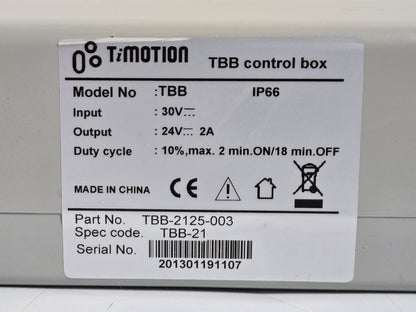 TiMOTION TBB control box
Model No : TBB IP66
Input : 30V⎓
Output : 24V⎓ 2A
Duty cycle : 10%,max. 2 min.ON/18 min.OFF
MADE IN CHINA CE
Part No. TBB-2125-003
Spec code. TBB-21
Serial No.
201301191107